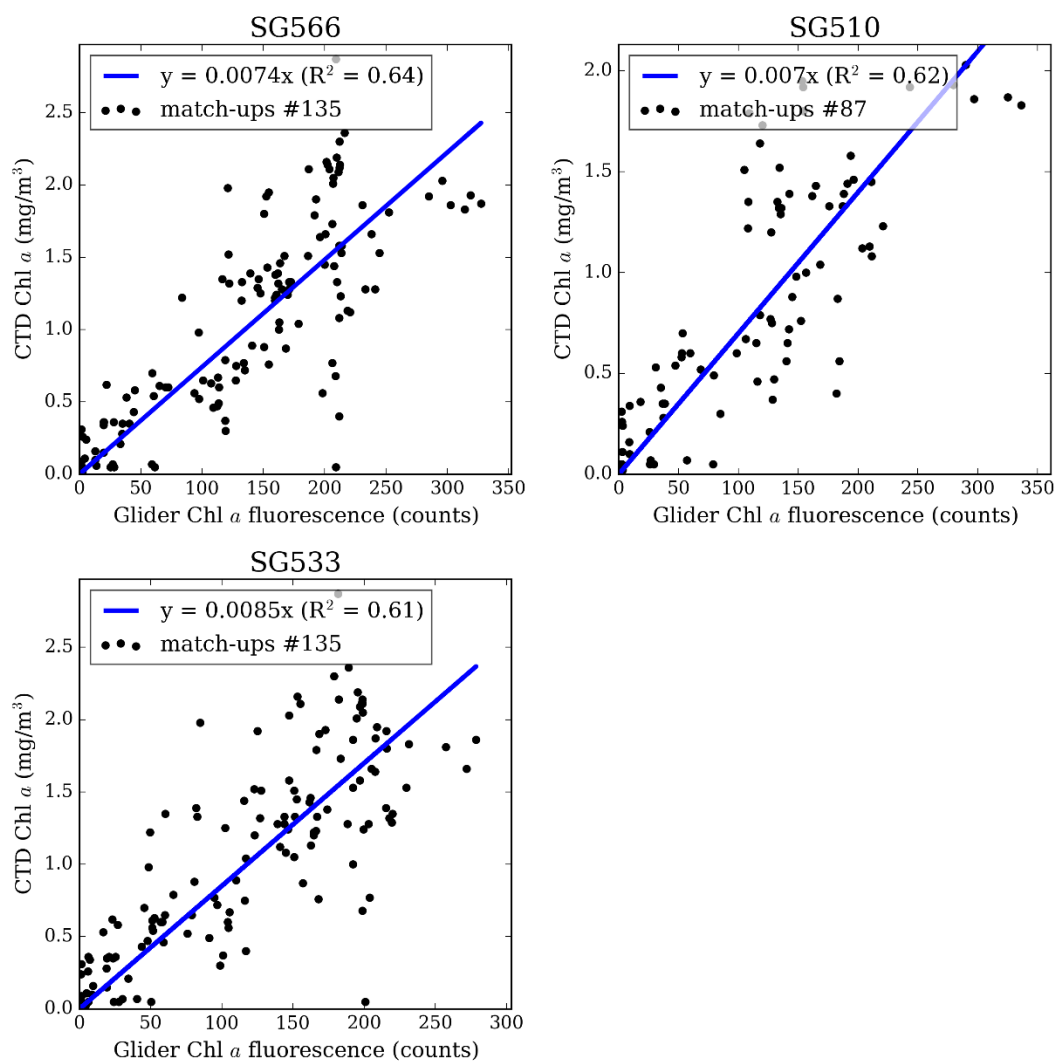 SG566
y = 0.0074x (R² = 0.64)
match-ups #135
CTD Chl a (mg/m³)
2.5
2.0
1.5
1.0
0.5
0.0
0 50 100 150 200 250 300 350
Glider Chl a fluorescence (counts)
SG510
y = 0.007x (R² = 0.62)
match-ups #87
CTD Chl a (mg/m³)
2.0
1.5
1.0
0.5
0.0
0 50 100 150 200 250 300 350
Glider Chl a fluorescence (counts)
SG533
y = 0.0085x (R² = 0.61)
match-ups #135
CTD Chl a (mg/m³)
2.5
2.0
1.5
1.0
0.5
0.0
0 50 100 150 200 250 300
Glider Chl a fluorescence (counts)